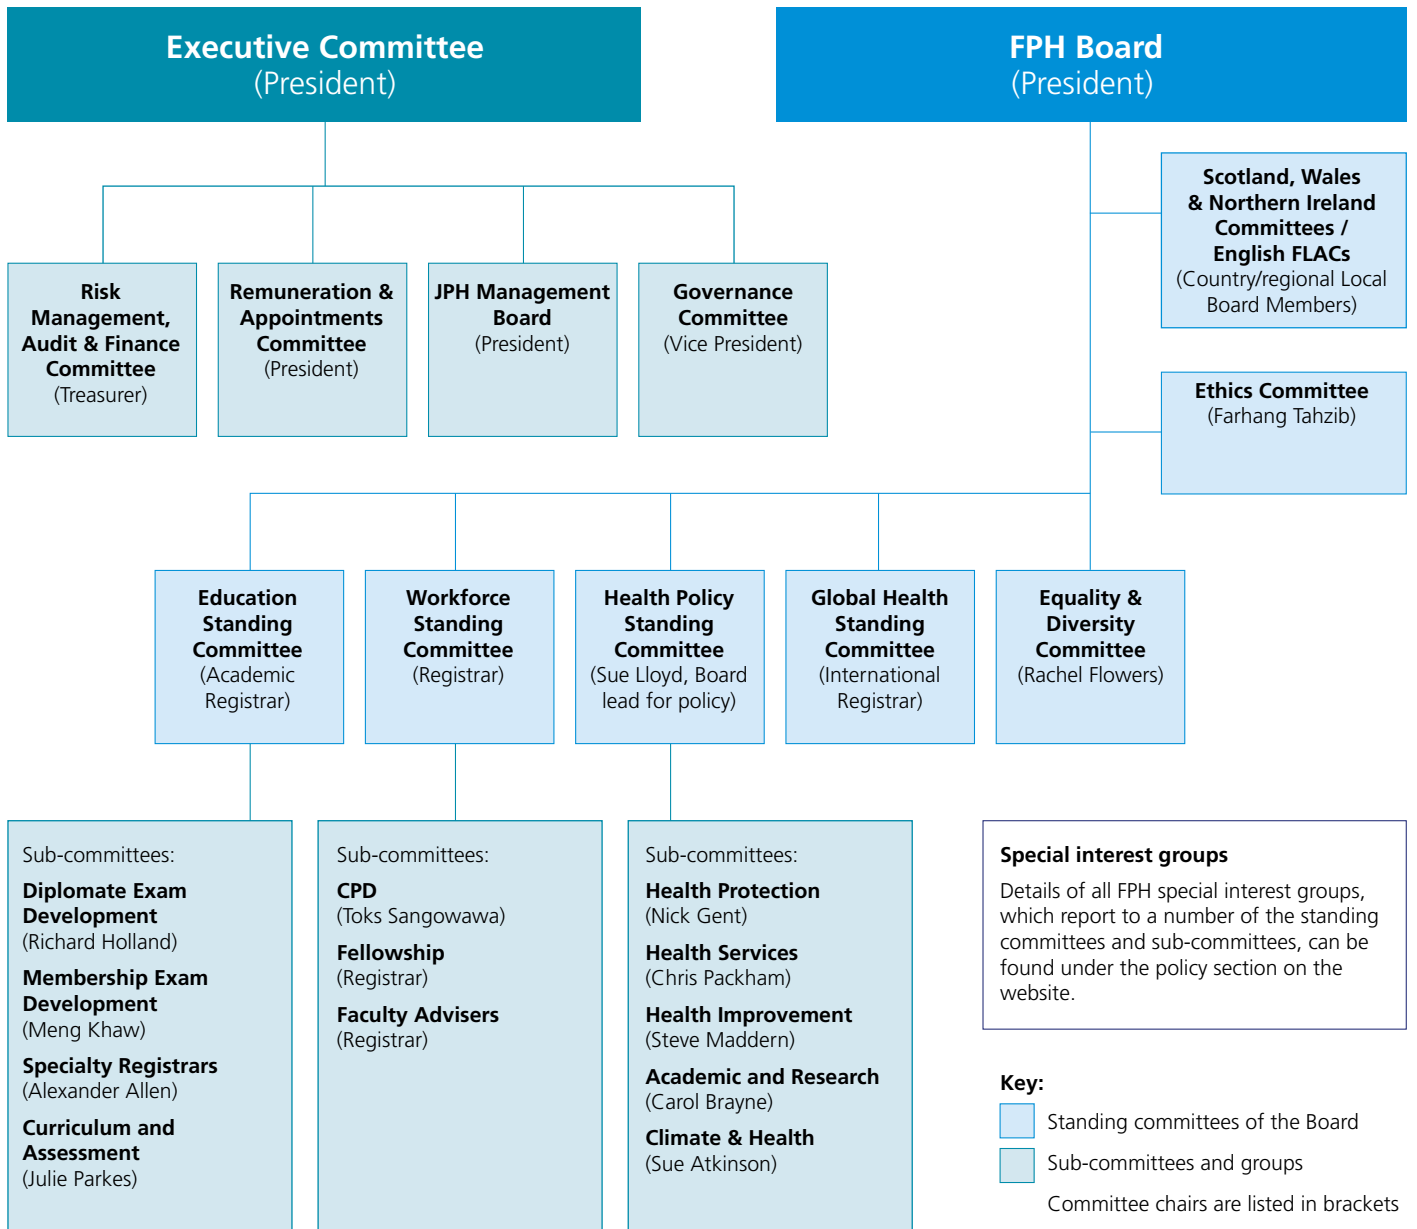 Executive Committee
(President)
FPH Board
(President)
Scotland, Wales
& Northern Ireland
Committees /
English FLACs
(Country/regional Local
Board Members)
Risk
Management,
Audit & Finance
Committee
(Treasurer)
Remuneration &
Appointments
Committee
(President)
JPH Management
Board
(President)
Governance
Committee
(Vice President)
Ethics Committee
(Farhang Tahzib)
Education
Standing
Committee
(Academic
Registrar)
Workforce
Standing
Committee
(Registrar)
Health Policy
Standing
Committee
(Sue Lloyd, Board
lead for policy)
Global Health
Standing
Committee
(International
Registrar)
Equality &
Diversity
Committee
(Rachel Flowers)
Sub-committees:
Diplomate Exam
Development
(Richard Holland)
Membership Exam
Development
(Meng Khaw)
Specialty Registrars
(Alexander Allen)
Curriculum and
Assessment
(Julie Parkes)
Sub-committees:
CPD
(Toks Sangowawa)
Fellowship
(Registrar)
Faculty Advisers
(Registrar)
Sub-committees:
Health Protection
(Nick Gent)
Health Services
(Chris Packham)
Health Improvement
(Steve Maddern)
Academic and Research
(Carol Brayne)
Climate & Health
(Sue Atkinson)
Special interest groups
Details of all FPH special interest groups,
which report to a number of the standing
committees and sub-committees, can be
found under the policy section on the
website.
Key:
Standing committees of the Board
Sub-committees and groups
Committee chairs are listed in brackets